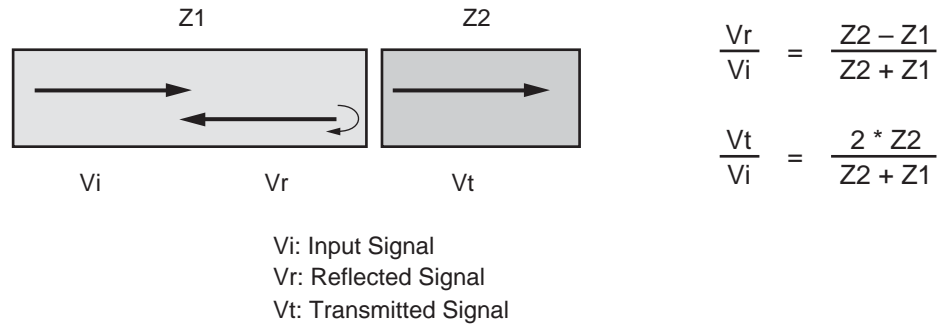 Z1
Z2
Vi
Vr
Vt
Vi: Input Signal
Vr: Reflected Signal
Vt: Transmitted Signal
Vr
Vi
=
Z2 – Z1
Z2 + Z1
Vt
Vi
=
2 * Z2
Z2 + Z1